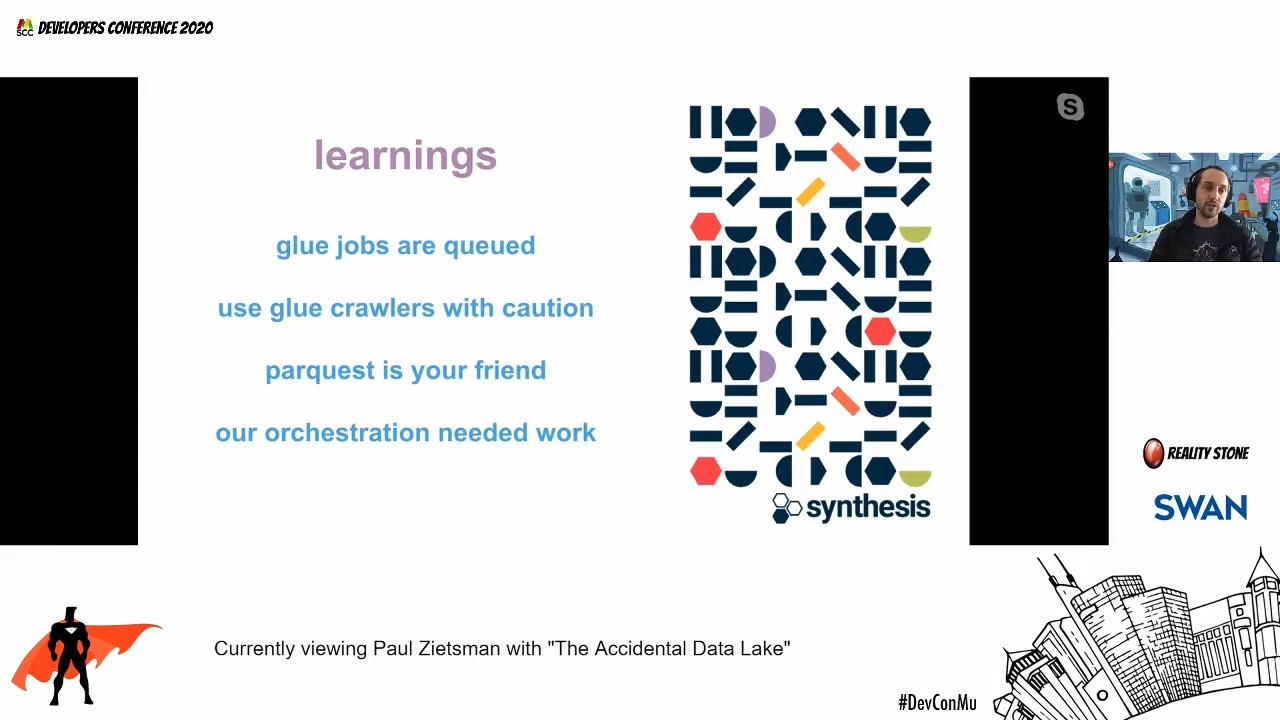 SCC DEVELOPERS CONFERENCE 2020
S
learnings
glue jobs are queued
use glue crawlers with caution
parquest is your friend
our orchestration needed work
synthesis
REALITY STONE
SWAN
Currently viewing Paul Zietsman with "The Accidental Data Lake"
#DevConMu